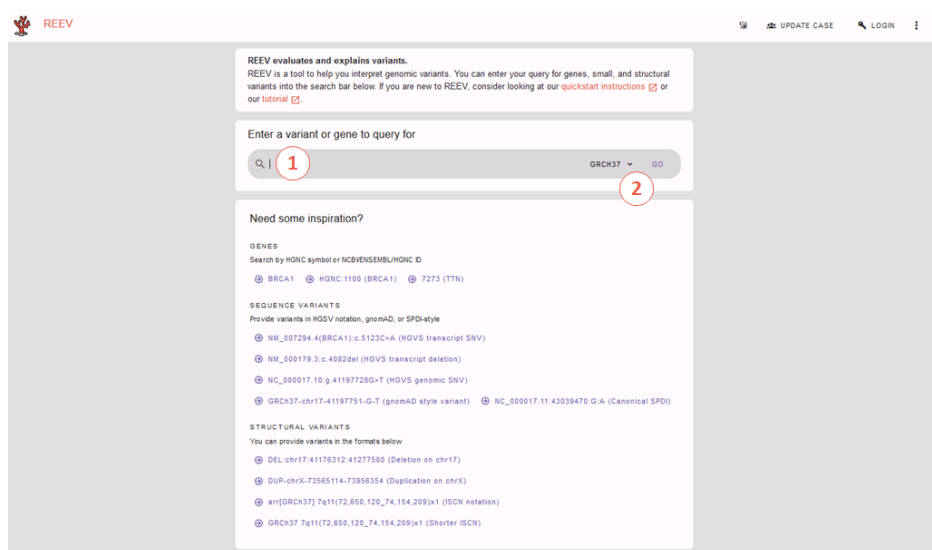 REEV
UPDATE CASE
LOGIN
REEV evaluates and explains variants.
REEV is a tool to help you interpret genomic variants. You can enter your query for genes, small, and structural
variants into the search bar below. If you are new to REEV, consider looking at our quickstart instructions or
our tutorial.
Enter a variant or gene to query for
1
GRCH37
GO
2
Need some inspiration?
GENES
Search by HGNC symbol or NCBI/ENSEMBL/HGNC ID
BRCA1 HGNC:1100 (BRCA1) 7273 (TTN)
SEQUENCE VARIANTS
Provide variants in HGSV notation, gnomAD, or SPDI-style
NM_007294.4(BRCA1):c.5123C>A (HGVS transcript SNV)
NM_000179.3:c.4082del (HGVS transcript deletion)
NC_000017.10:g.41197728G>T (HGVS genomic SNV)
GRCh37-chr17-41197751-G-T (gnomAD style variant) NC_000017.11:43039470:G:A (Canonical SPDI)
STRUCTURAL VARIANTS
You can provide variants in the formats below
DEL:chr17:41176312:41277500 (Deletion on chr17)
DUP-chrX-73565114-73956354 (Duplication on chrX)
arr[GRCh37] 7q11(72,650,120_74,154,209)x1 (ISCN notation)
GRCh37 7q11(72,650,120_74,154,209)x1 (Shorter ISCN)